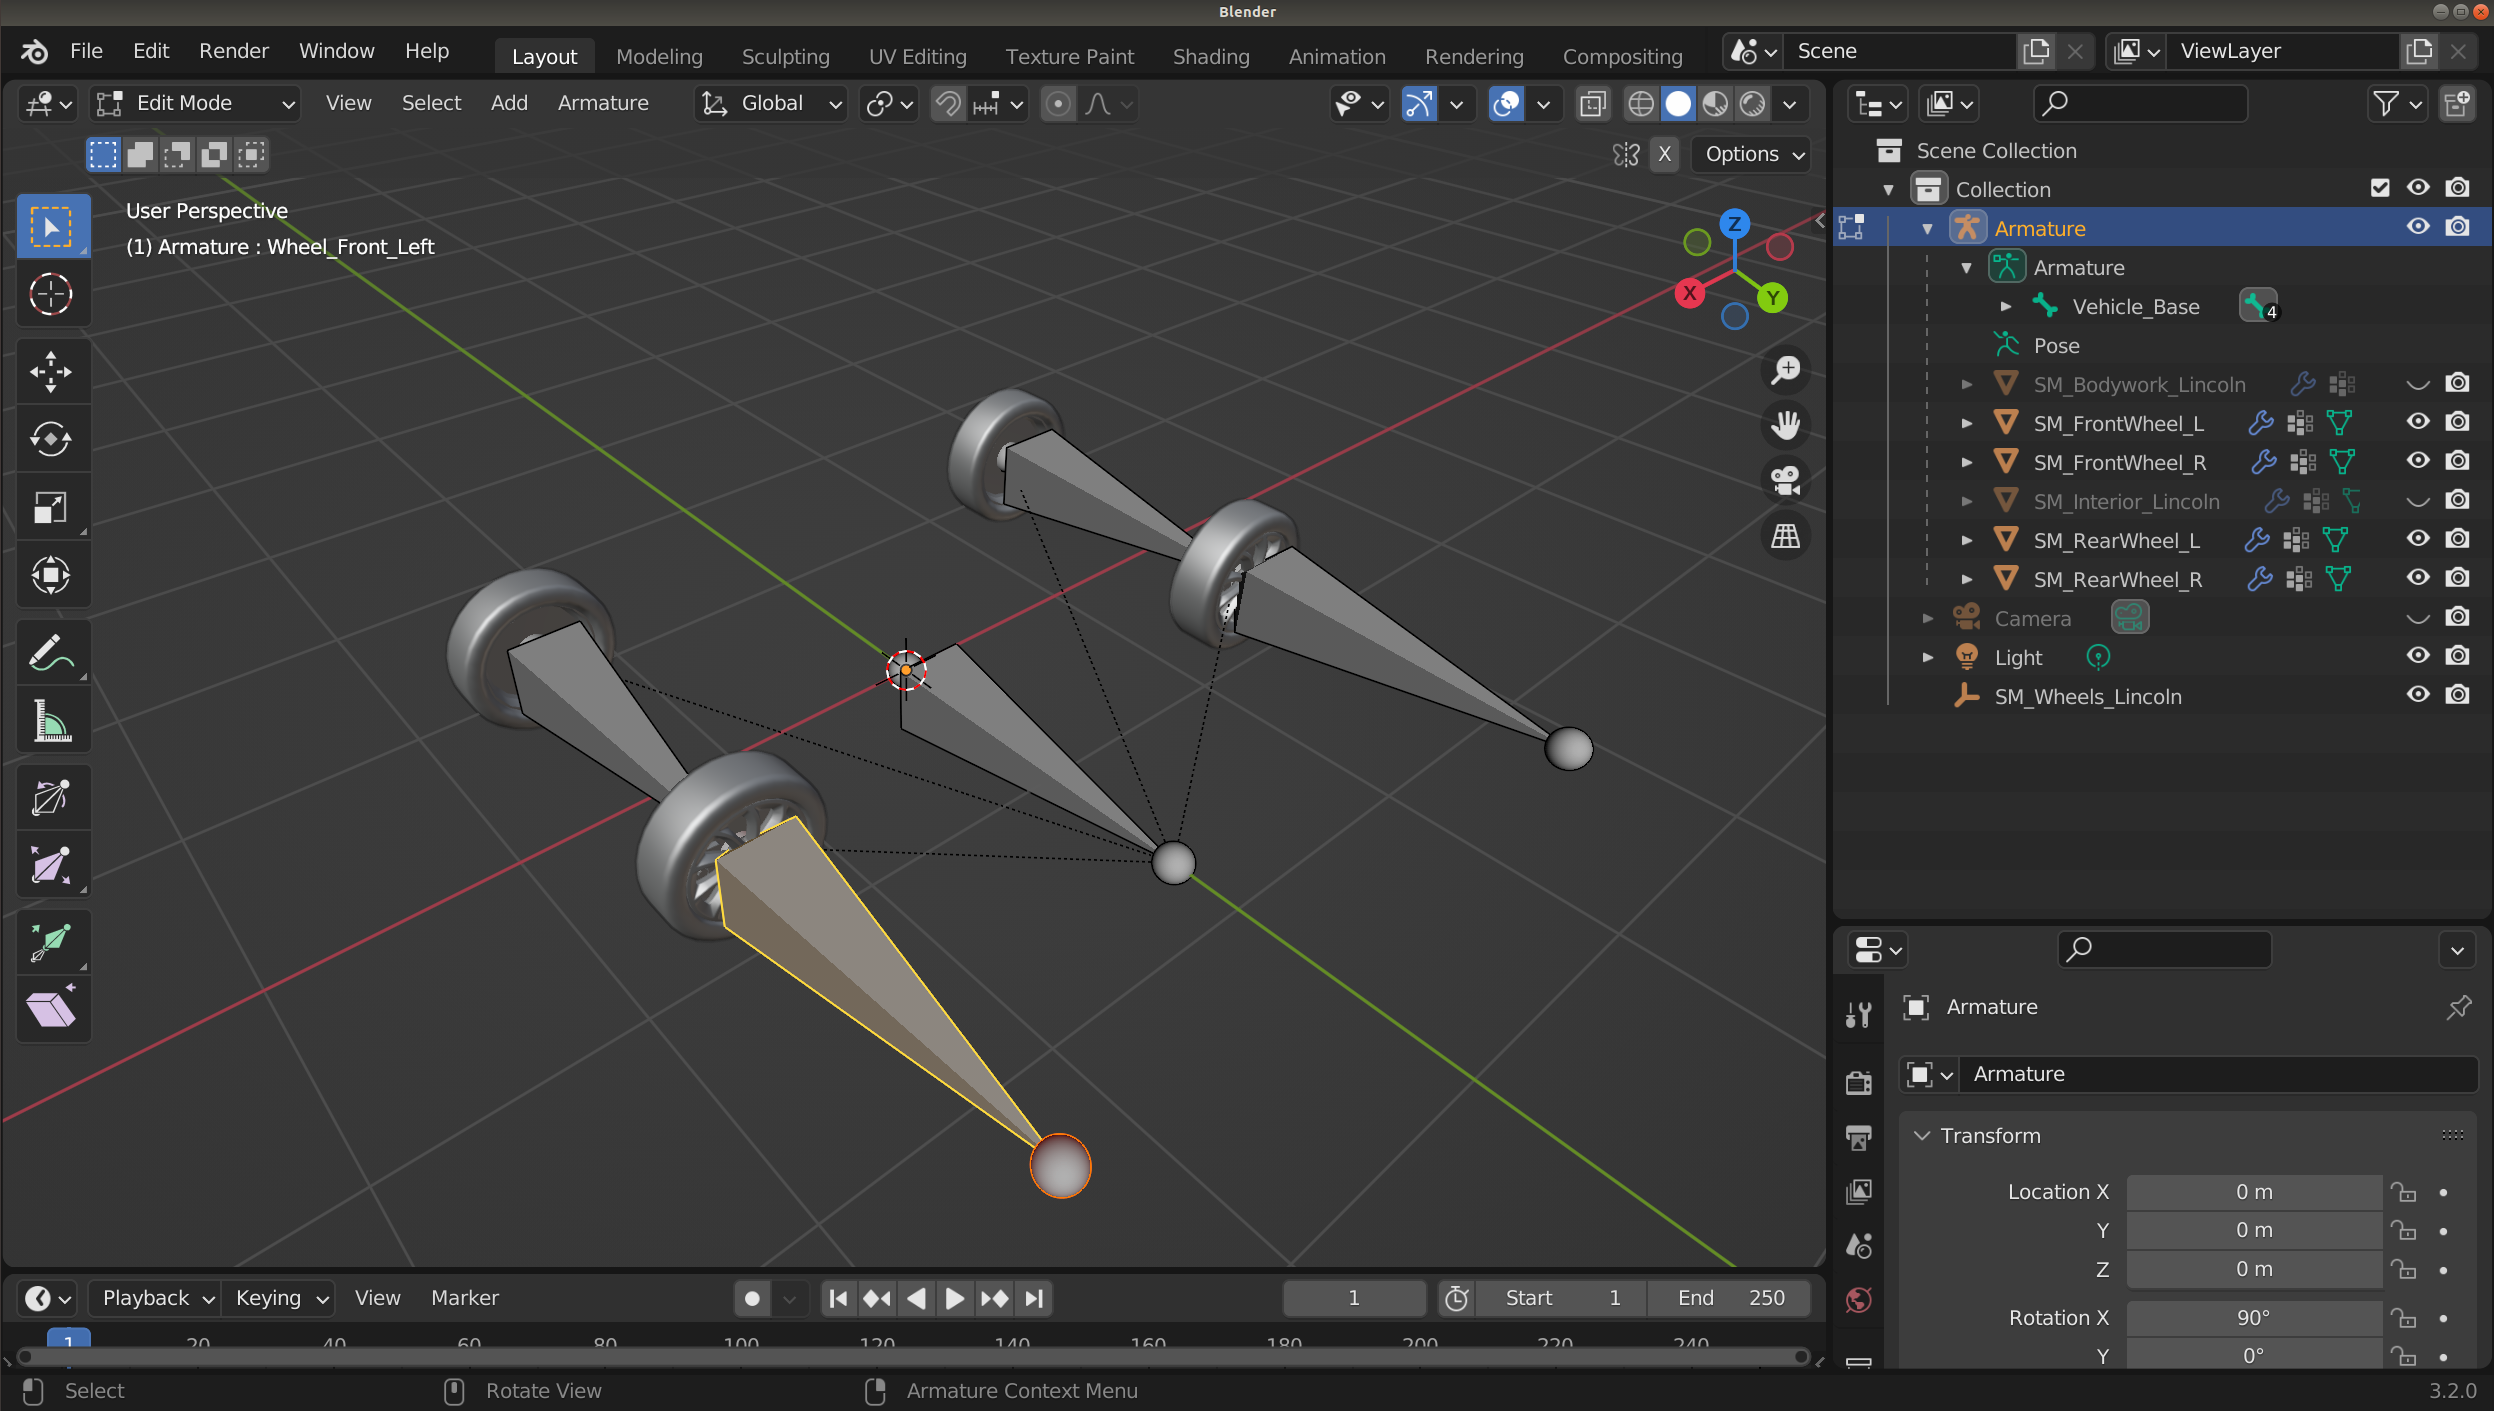 Blender
File Edit Render Window Help Layout Modeling Sculpting UV Editing Texture Paint Shading Animation Rendering Compositing Scene ViewLayer
Edit Mode View Select Add Armature Global
X Options
User Perspective
(1) Armature : Wheel_Front_Left
Z
X
Y
Scene Collection
Collection
Armature
Armature
Vehicle_Base 4
Pose
SM_Bodywork_Lincoln
SM_FrontWheel_L
SM_FrontWheel_R
SM_Interior_Lincoln
SM_RearWheel_L
SM_RearWheel_R
Camera
Light
SM_Wheels_Lincoln
Armature
Armature
Transform
Location X 0 m
Y 0 m
Z 0 m
Rotation X 90°
Y 0°
Playback Keying View Marker 1 Start 1 End 250
1 20 40 60 80 100 120 140 160 180 200 220 240
Select Rotate View Armature Context Menu 3.2.0